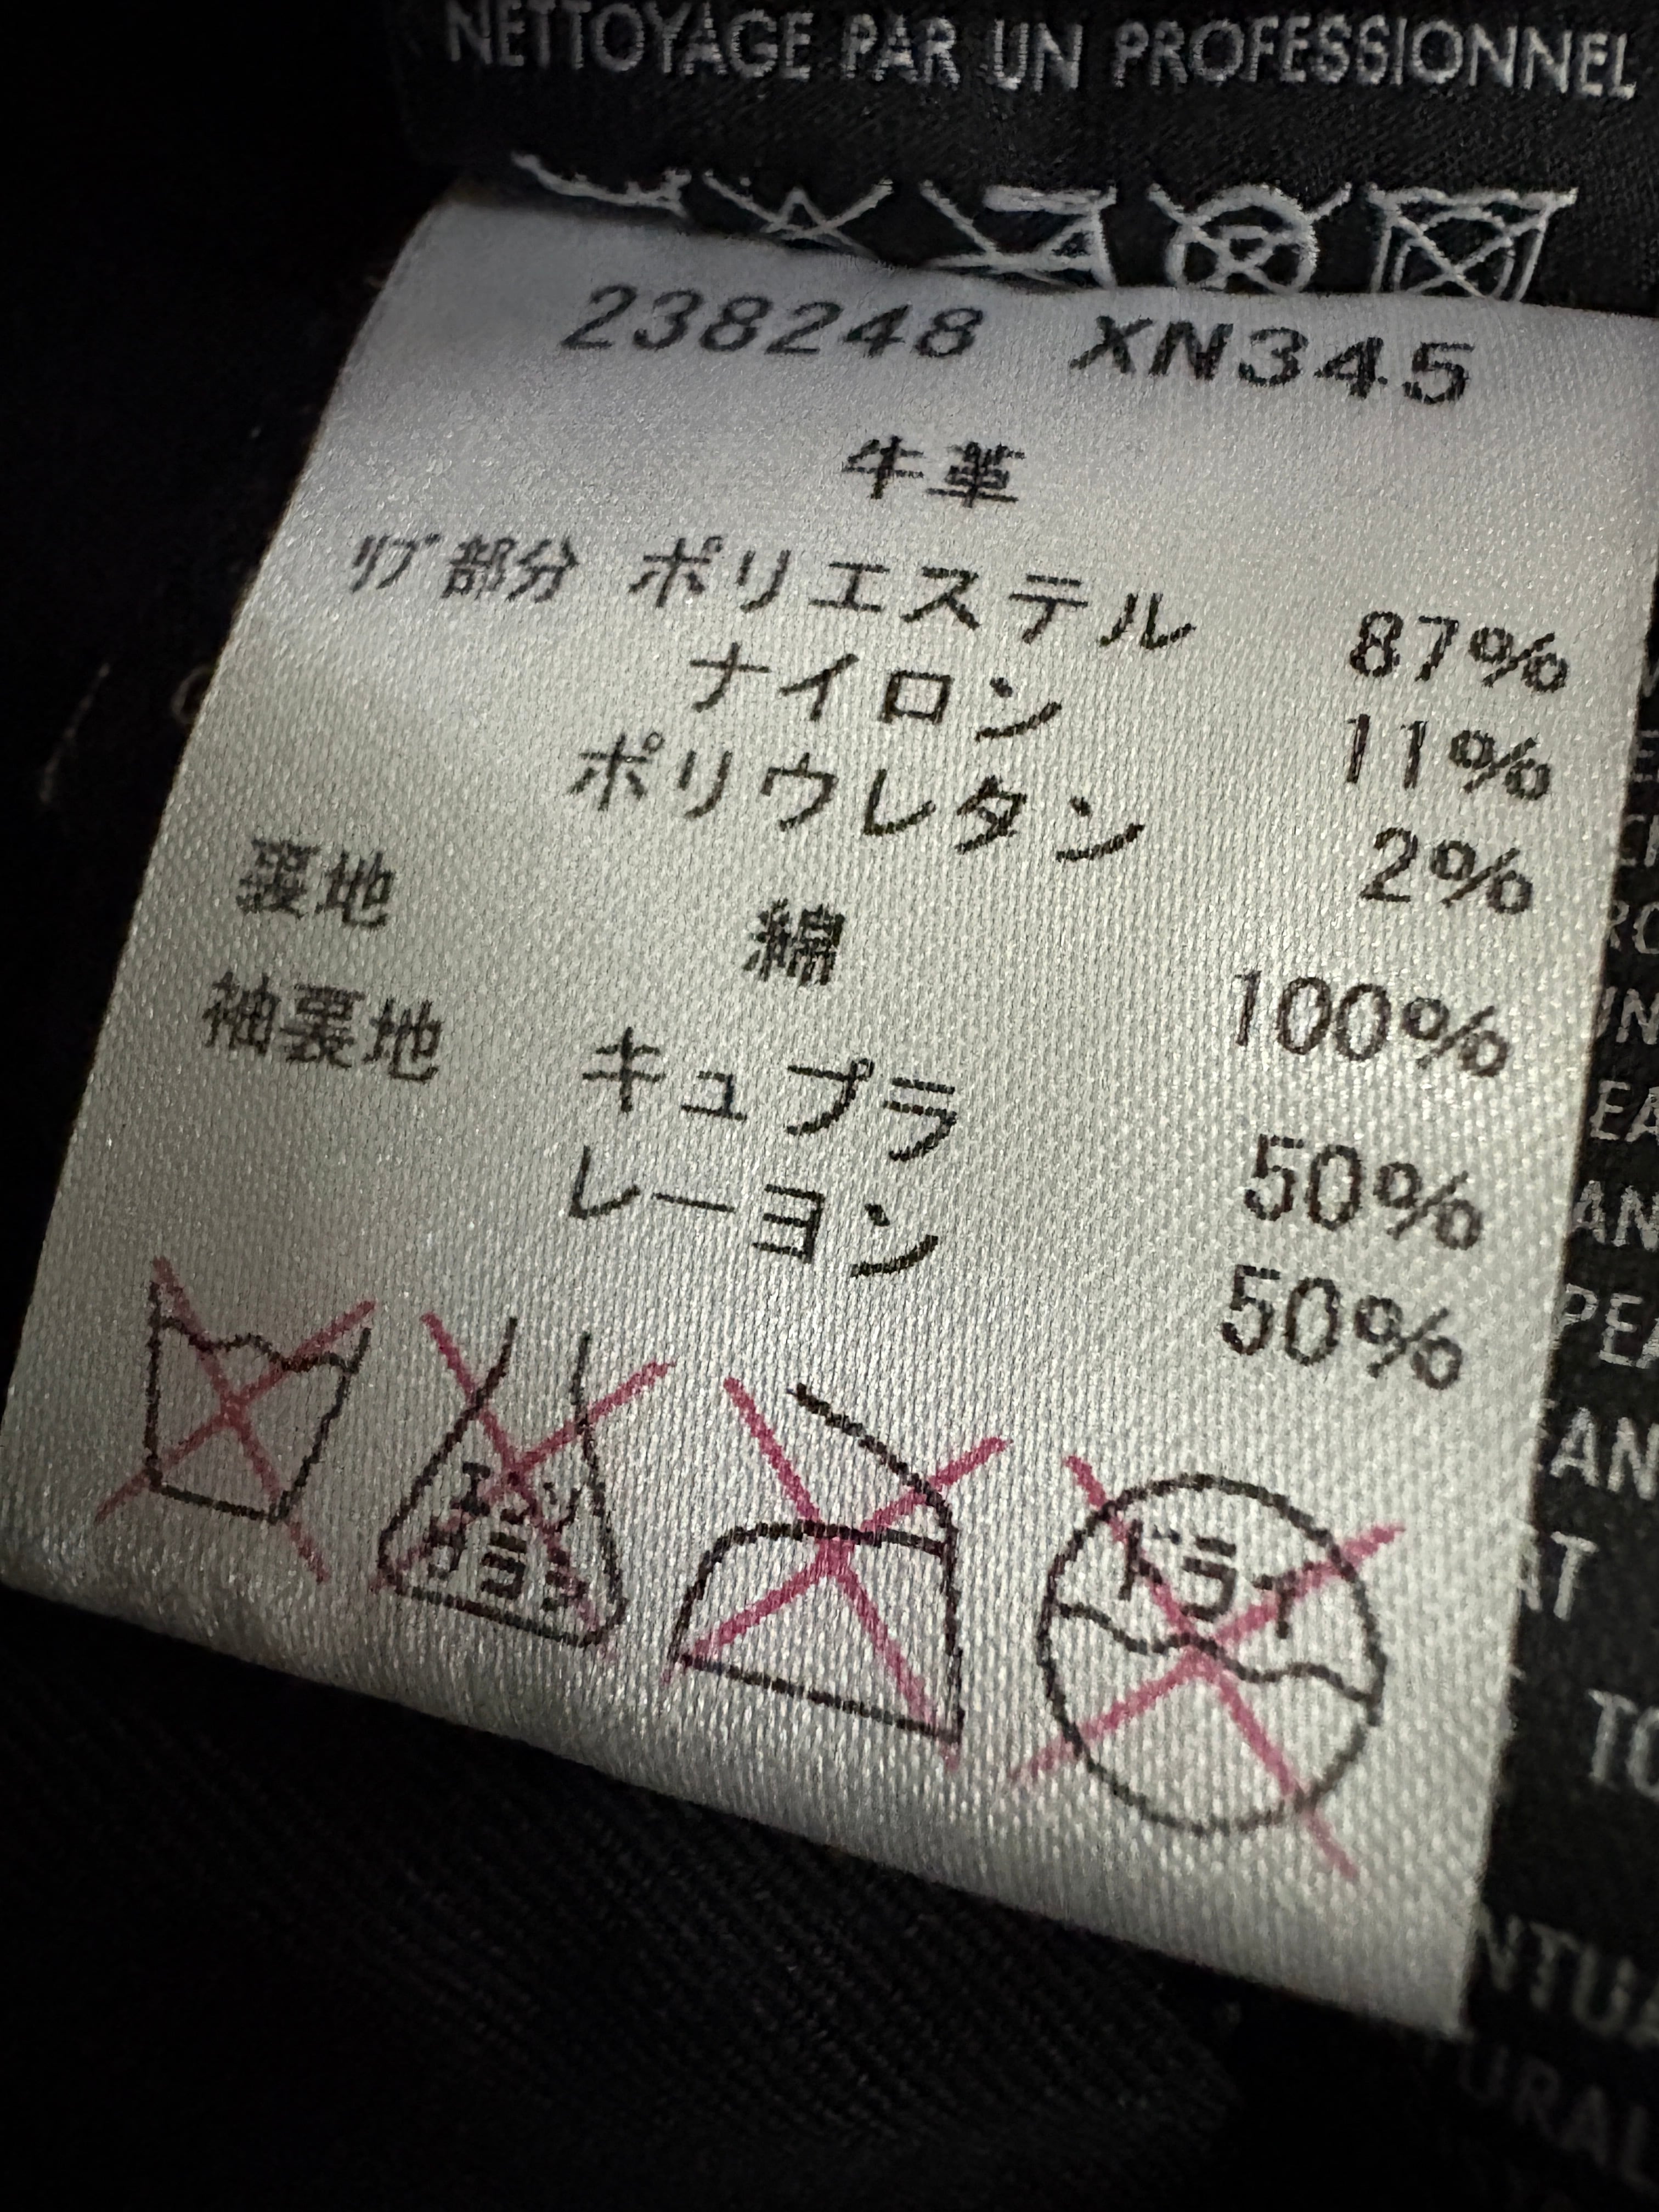 NETTOYAGE PAR UN PROFESSIONNEL
238248 XN345
牛革
リブ部分 ポリエステル 87%
ナイロン 11%
ポリウレタン 2%
裏地 綿 100%
袖裏地 キュプラ 50%
レーヨン 50%
エンソ
サラシ
ドライ